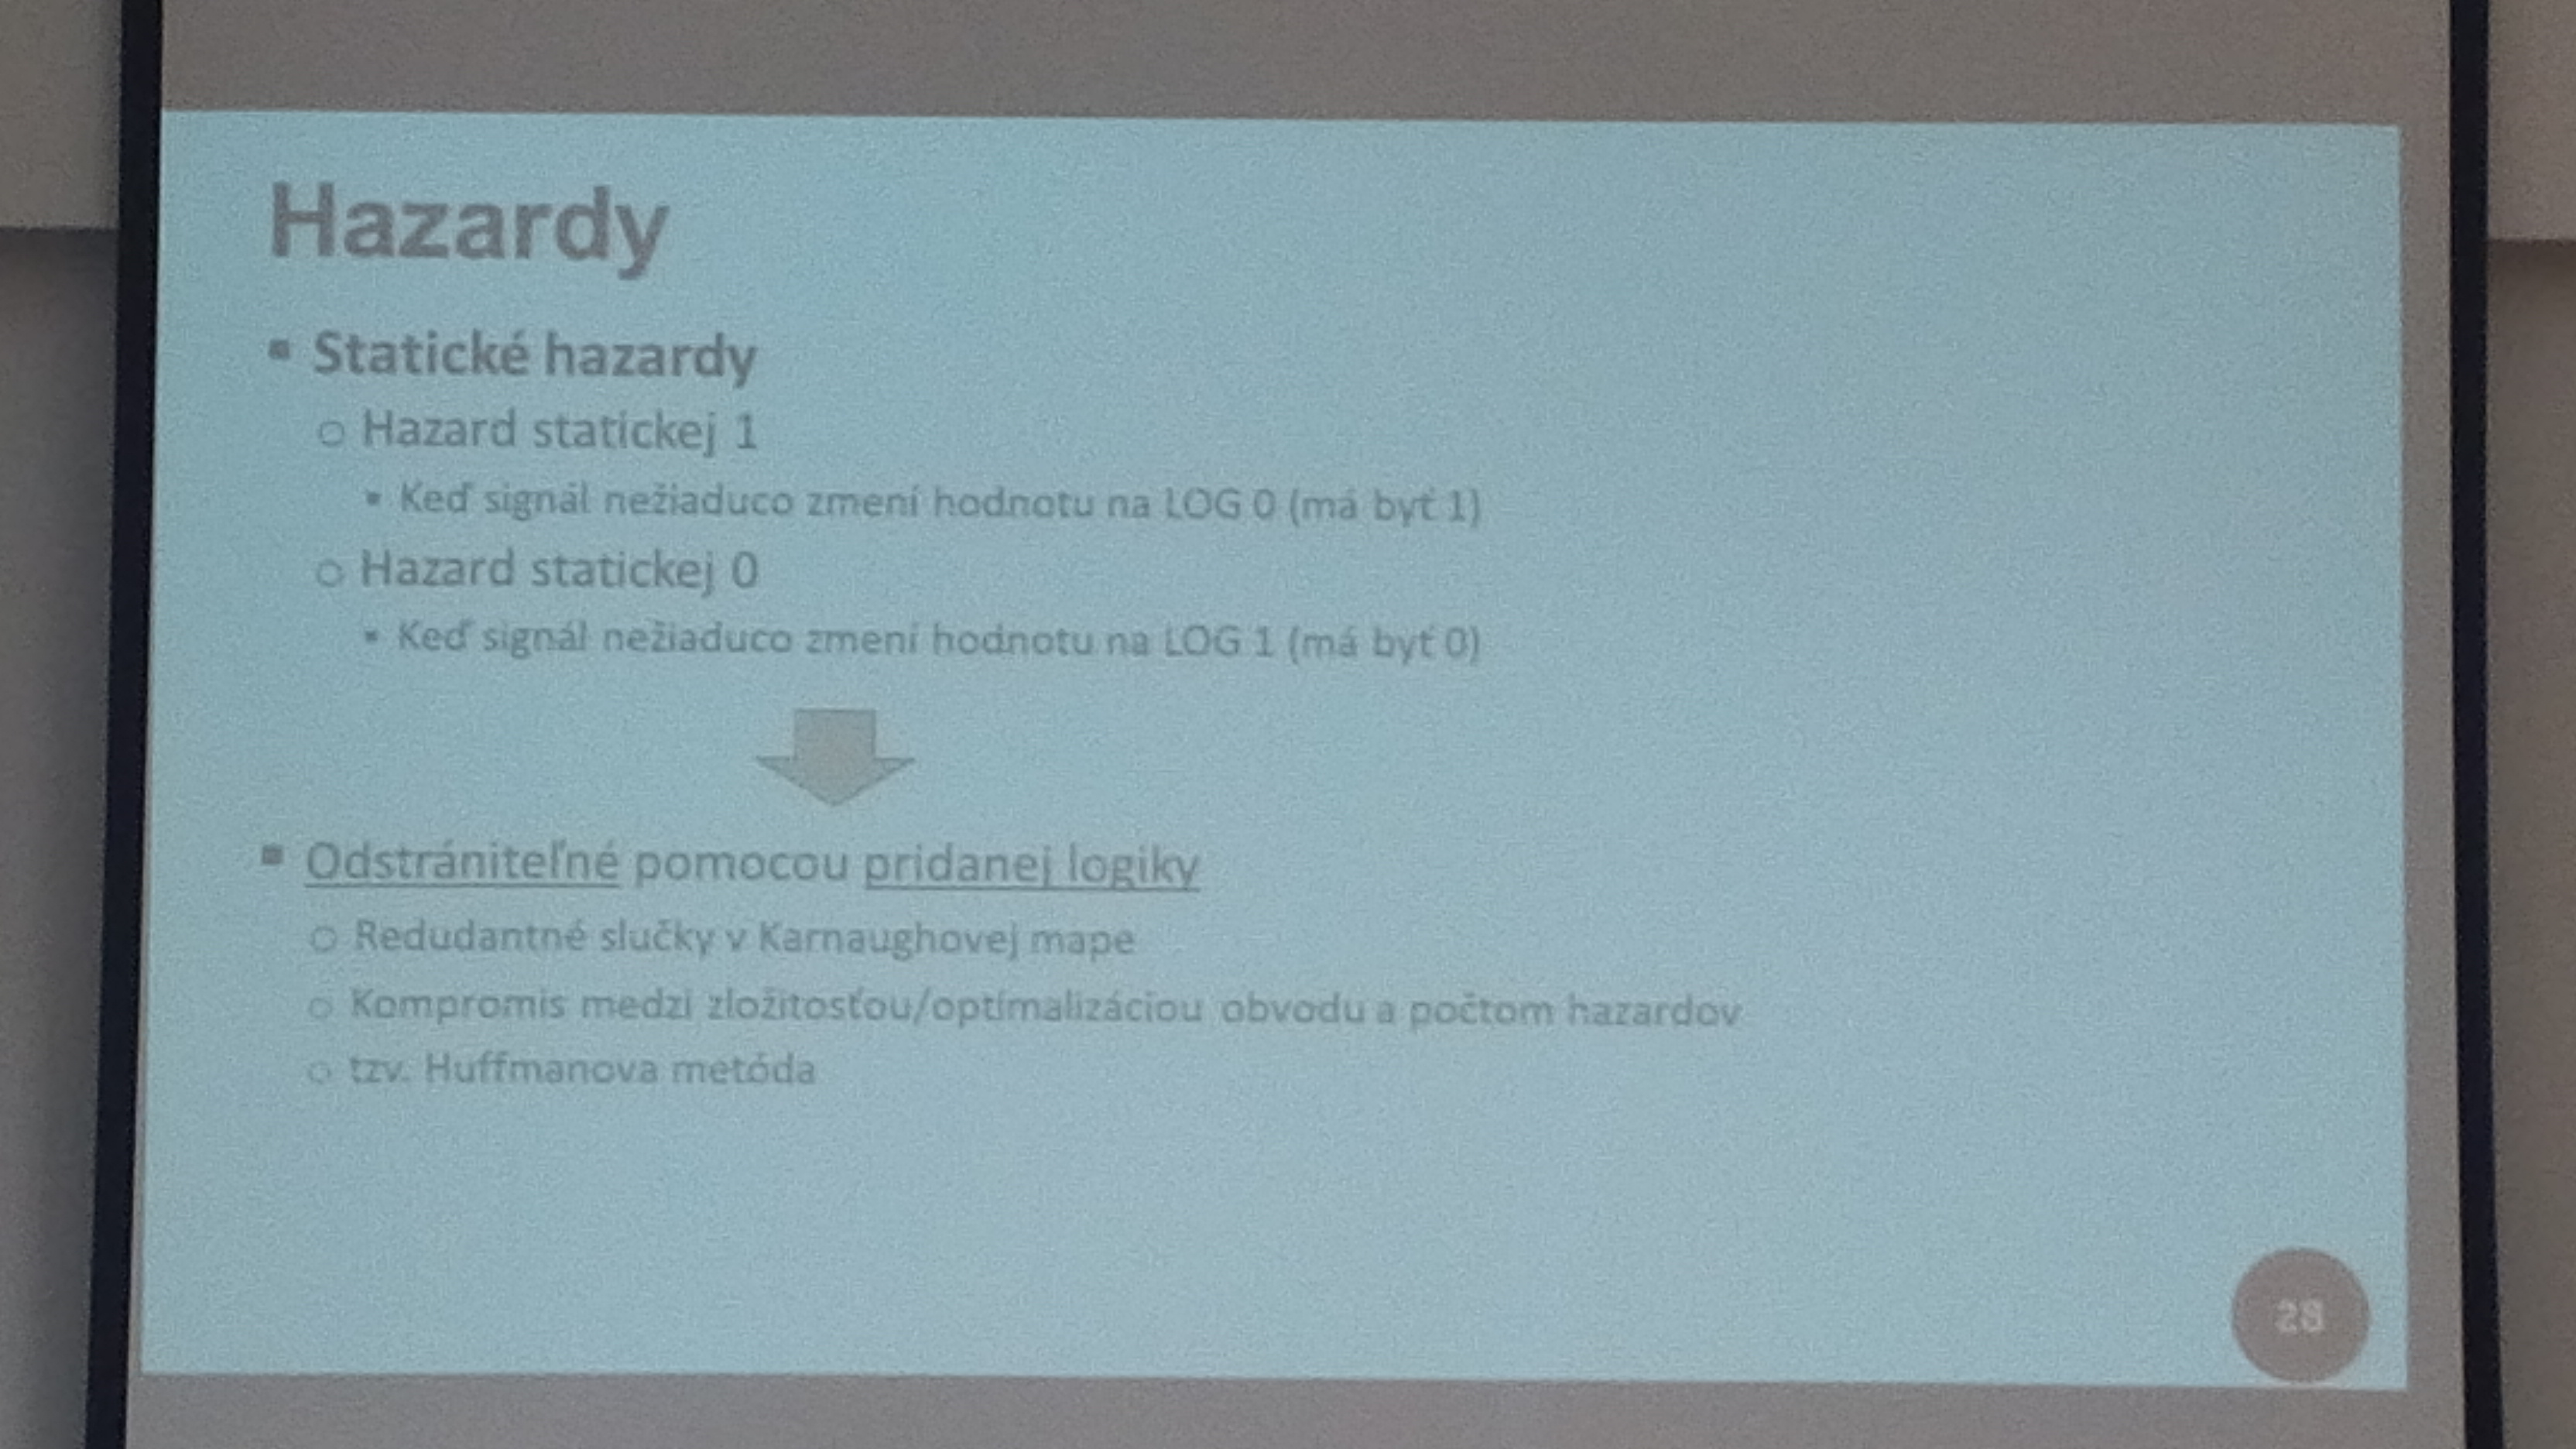 Hazardy
▪ Statické hazardy
○ Hazard statickej 1
▪ Keď signál nežiaduco zmení hodnotu na LOG 0 (má byť 1)
○ Hazard statickej 0
▪ Keď signál nežiaduco zmení hodnotu na LOG 1 (má byť 0)
▪ Odstrániteľné pomocou pridanej logiky
○ Redudantné slučky v Karnaughovej mape
○ Kompromis medzi zložitosťou/optimalizáciou obvodu a počtom hazardov
○ tzv. Huffmanova metóda
28